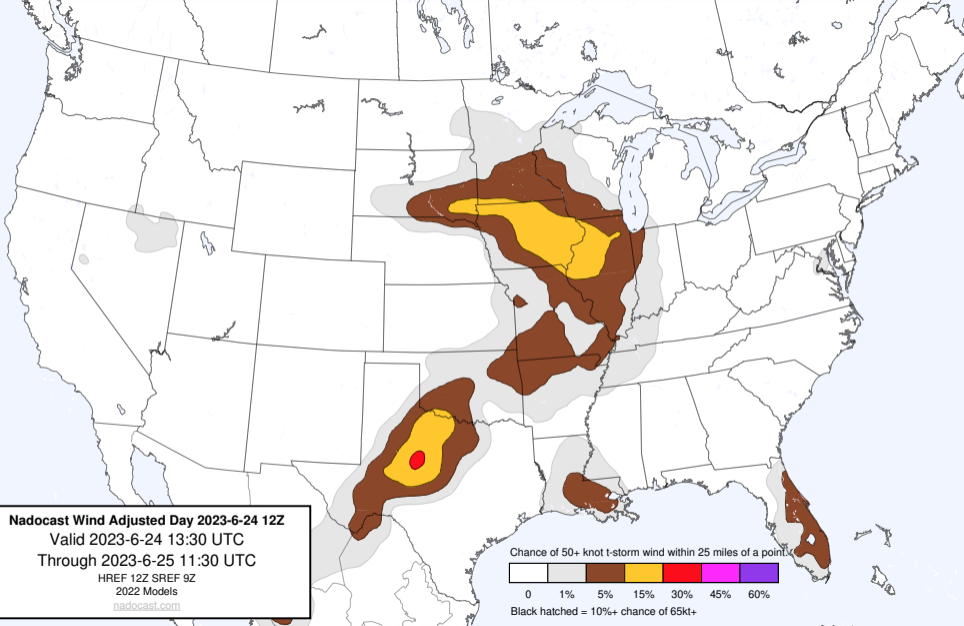 Nadocast Wind Adjusted Day 2023-6-24 12Z
Valid 2023-6-24 13:30 UTC
Through 2023-6-25 11:30 UTC
HREF 12Z SREF 9Z
2022 Models
nadocast.com
Chance of 50+ knot t-storm wind within 25 miles of a point.
0 1% 5% 15% 30% 45% 60%
Black hatched = 10%+ chance of 65kt+